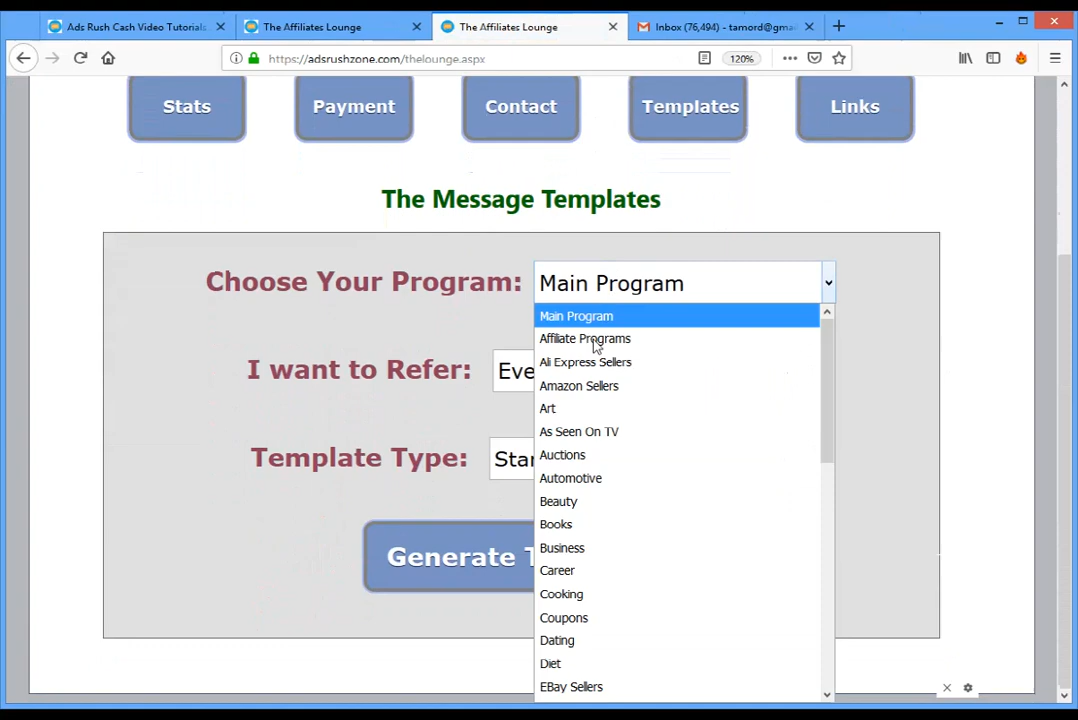 Ads Rush Cash Video Tutorials
The Affiliates Lounge
The Affiliates Lounge
Inbox (76,494) - tamord@gmai
https://adsrushzone.com/thelounge.aspx
120%
Stats
Payment
Contact
Templates
Links
The Message Templates
Choose Your Program:
Main Program
Main Program
Affiliate Programs
Ali Express Sellers
I want to Refer:
Eve
Amazon Sellers
Art
As Seen On TV
Template Type:
Star
Auctions
Automotive
Beauty
Books
Generate T
Business
Career
Cooking
Coupons
Dating
Diet
EBay Sellers